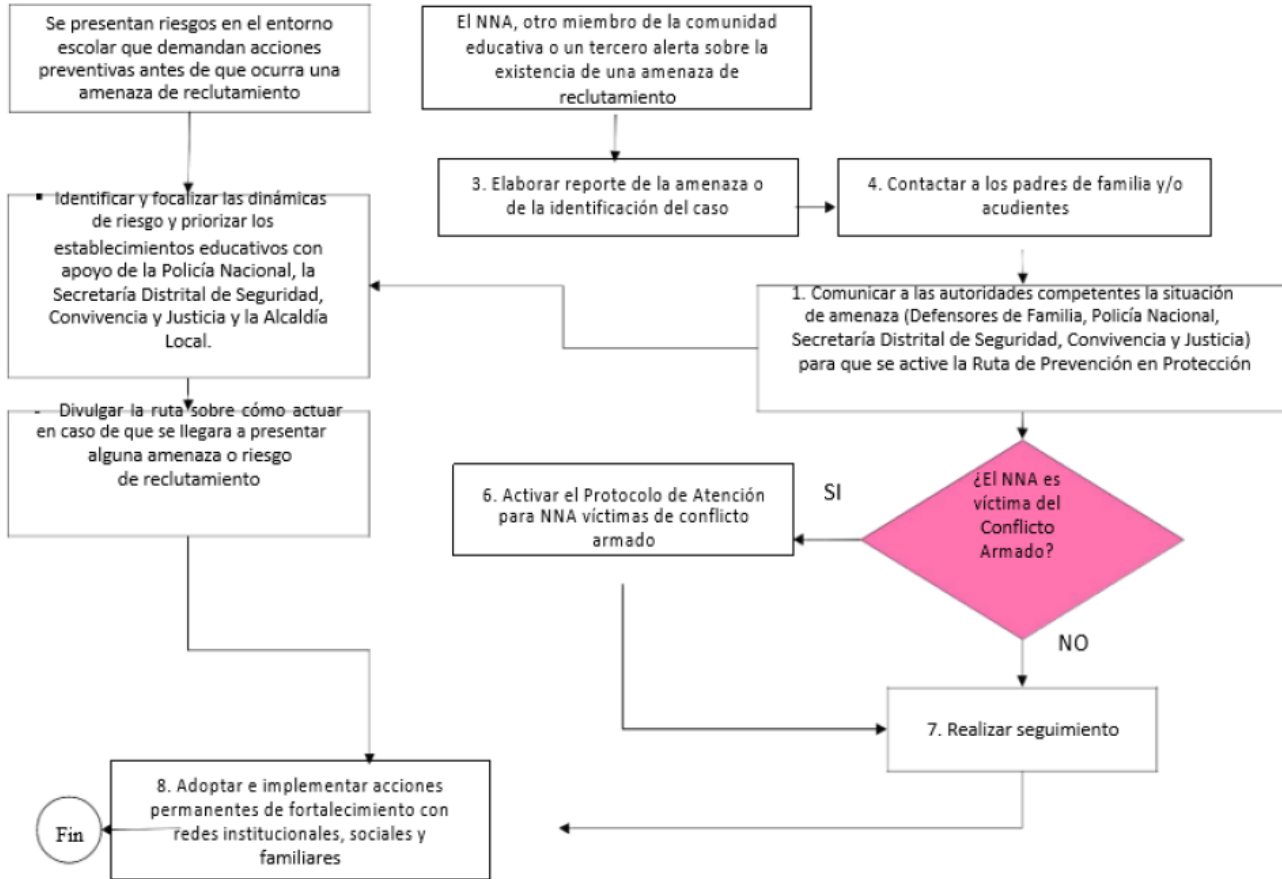 Se presentan riesgos en el entorno
escolar que demandan acciones
preventivas antes de que ocurra una
amenaza de reclutamiento
El NNA, otro miembro de la comunidad
educativa o un tercero alerta sobre la
existencia de una amenaza de
reclutamiento
3. Elaborar reporte de la amenaza o
de la identificación del caso
4. Contactar a los padres de familia y/o
acudientes
▪ Identificar y focalizar las dinámicas
de riesgo y priorizar los
establecimientos educativos con
apoyo de la Policía Nacional, la
Secretaría Distrital de Seguridad,
Convivencia y Justicia y la Alcaldía
Local.
1. Comunicar a las autoridades competentes la situación
de amenaza (Defensores de Familia, Policía Nacional,
Secretaría Distrital de Seguridad, Convivencia y Justicia)
para que se active la Ruta de Prevención en Protección
- Divulgar la ruta sobre cómo actuar
en caso de que se llegara a presentar
alguna amenaza o riesgo
de reclutamiento
¿El NNA es
víctima del
Conflicto
Armado?
SI
6. Activar el Protocolo de Atención
para NNA víctimas de conflicto
armado
NO
7. Realizar seguimiento
8. Adoptar e implementar acciones
permanentes de fortalecimiento con
redes institucionales, sociales y
familiares
Fin